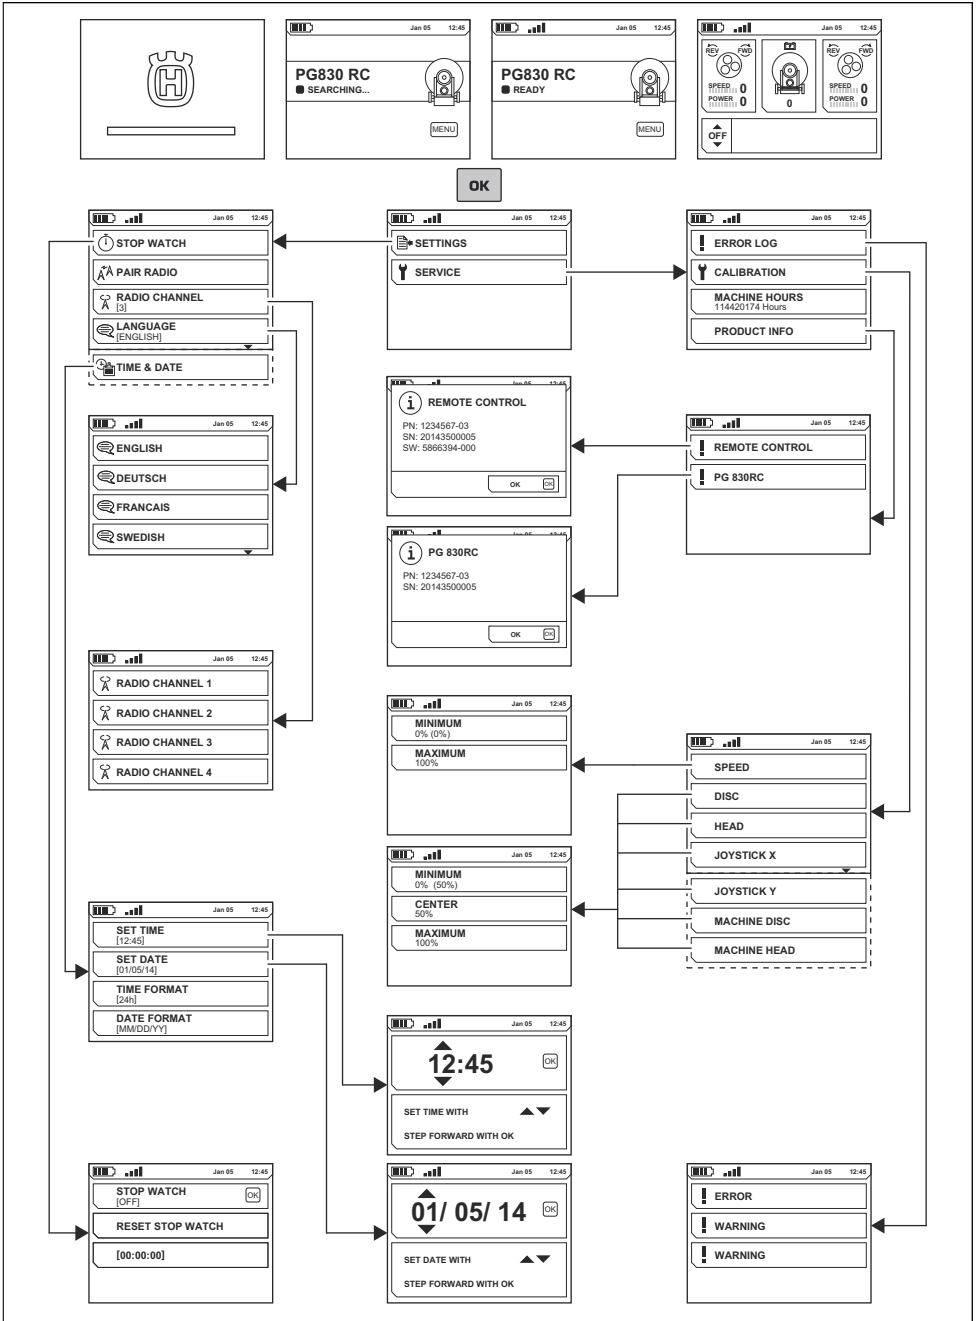 H
Jan 05 12:45
PG830 RC
SEARCHING...
MENU
Jan 05 12:45
PG830 RC
READY
MENU
Jan 05 12:45
REV FWD
SPEED 0
POWER 0
0
REV FWD
SPEED 0
POWER 0
OFF
OK
Jan 05 12:45
STOP WATCH
PAIR RADIO
RADIO CHANNEL
[3]
LANGUAGE
[ENGLISH]
TIME & DATE
Jan 05 12:45
SETTINGS
SERVICE
Jan 05 12:45
ERROR LOG
CALIBRATION
MACHINE HOURS
114420174 Hours
PRODUCT INFO
Jan 05 12:45
ENGLISH
DEUTSCH
FRANCAIS
SWEDISH
Jan 05 12:45
REMOTE CONTROL
PN: 1234567-03
SN: 20143500005
SW: 5866394-000
OK OK
Jan 05 12:45
REMOTE CONTROL
PG 830RC
Jan 05 12:45
PG 830RC
PN: 1234567-03
SN: 20143500005
OK OK
Jan 05 12:45
RADIO CHANNEL 1
RADIO CHANNEL 2
RADIO CHANNEL 3
RADIO CHANNEL 4
Jan 05 12:45
MINIMUM
0% (0%)
MAXIMUM
100%
Jan 05 12:45
SPEED
DISC
HEAD
JOYSTICK X
JOYSTICK Y
MACHINE DISC
MACHINE HEAD
Jan 05 12:45
MINIMUM
0% (50%)
CENTER
50%
MAXIMUM
100%
Jan 05 12:45
SET TIME
[12:45]
SET DATE
[01/05/14]
TIME FORMAT
[24h]
DATE FORMAT
[MM/DD/YY]
Jan 05 12:45
12:45
OK
SET TIME WITH
STEP FORWARD WITH OK
Jan 05 12:45
STOP WATCH
[OFF]
OK
RESET STOP WATCH
[00:00:00]
Jan 05 12:45
01/ 05/ 14
OK
SET DATE WITH
STEP FORWARD WITH OK
Jan 05 12:45
ERROR
WARNING
WARNING